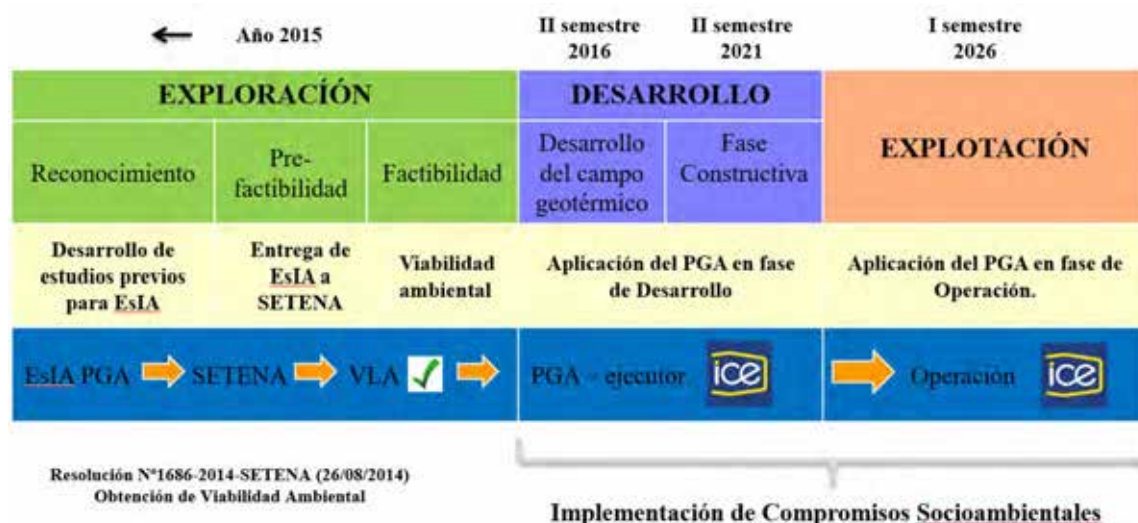 Año 2015
II semestre
2016
II semestre
2021
I semestre
2026
EXPLORACÍÓN
DESARROLLO
EXPLOTACIÓN
Reconocimiento
Pre-
factibilidad
Factibilidad
Desarrollo
del campo
geotérmico
Fase
Constructiva
Desarrollo de
estudios previos
para EsIA
Entrega de
EsIA a
SETENA
Viabilidad
ambiental
Aplicación del PGA en fase
de Desarrollo
Aplicación del PGA en fase de
Operación.
EsIA PGA
SETENA
VLA
PGA – ejecutor
ice
Operación
ice
Resolución Nº1686-2014-SETENA (26/08/2014)
Obtención de Viabilidad Ambiental
Implementación de Compromisos Socioambientales